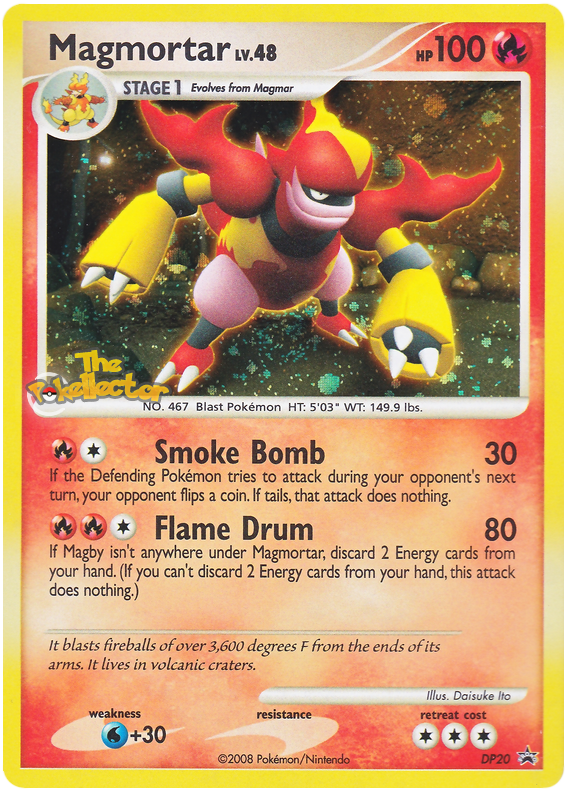 Magmortar LV.48 HP 100
STAGE 1 Evolves from Magmar
The
Pokellector
NO. 467 Blast Pokémon HT: 5'03" WT: 149.9 lbs.
Smoke Bomb 30
If the Defending Pokémon tries to attack during your opponent's next
turn, your opponent flips a coin. If tails, that attack does nothing.
Flame Drum 80
If Magby isn't anywhere under Magmortar, discard 2 Energy cards from
your hand. (If you can't discard 2 Energy cards from your hand, this attack
does nothing.)
It blasts fireballs of over 3,600 degrees F from the ends of its
arms. It lives in volcanic craters.
Illus. Daisuke Ito
weakness resistance retreat cost
+30
©2008 Pokémon/Nintendo DP20